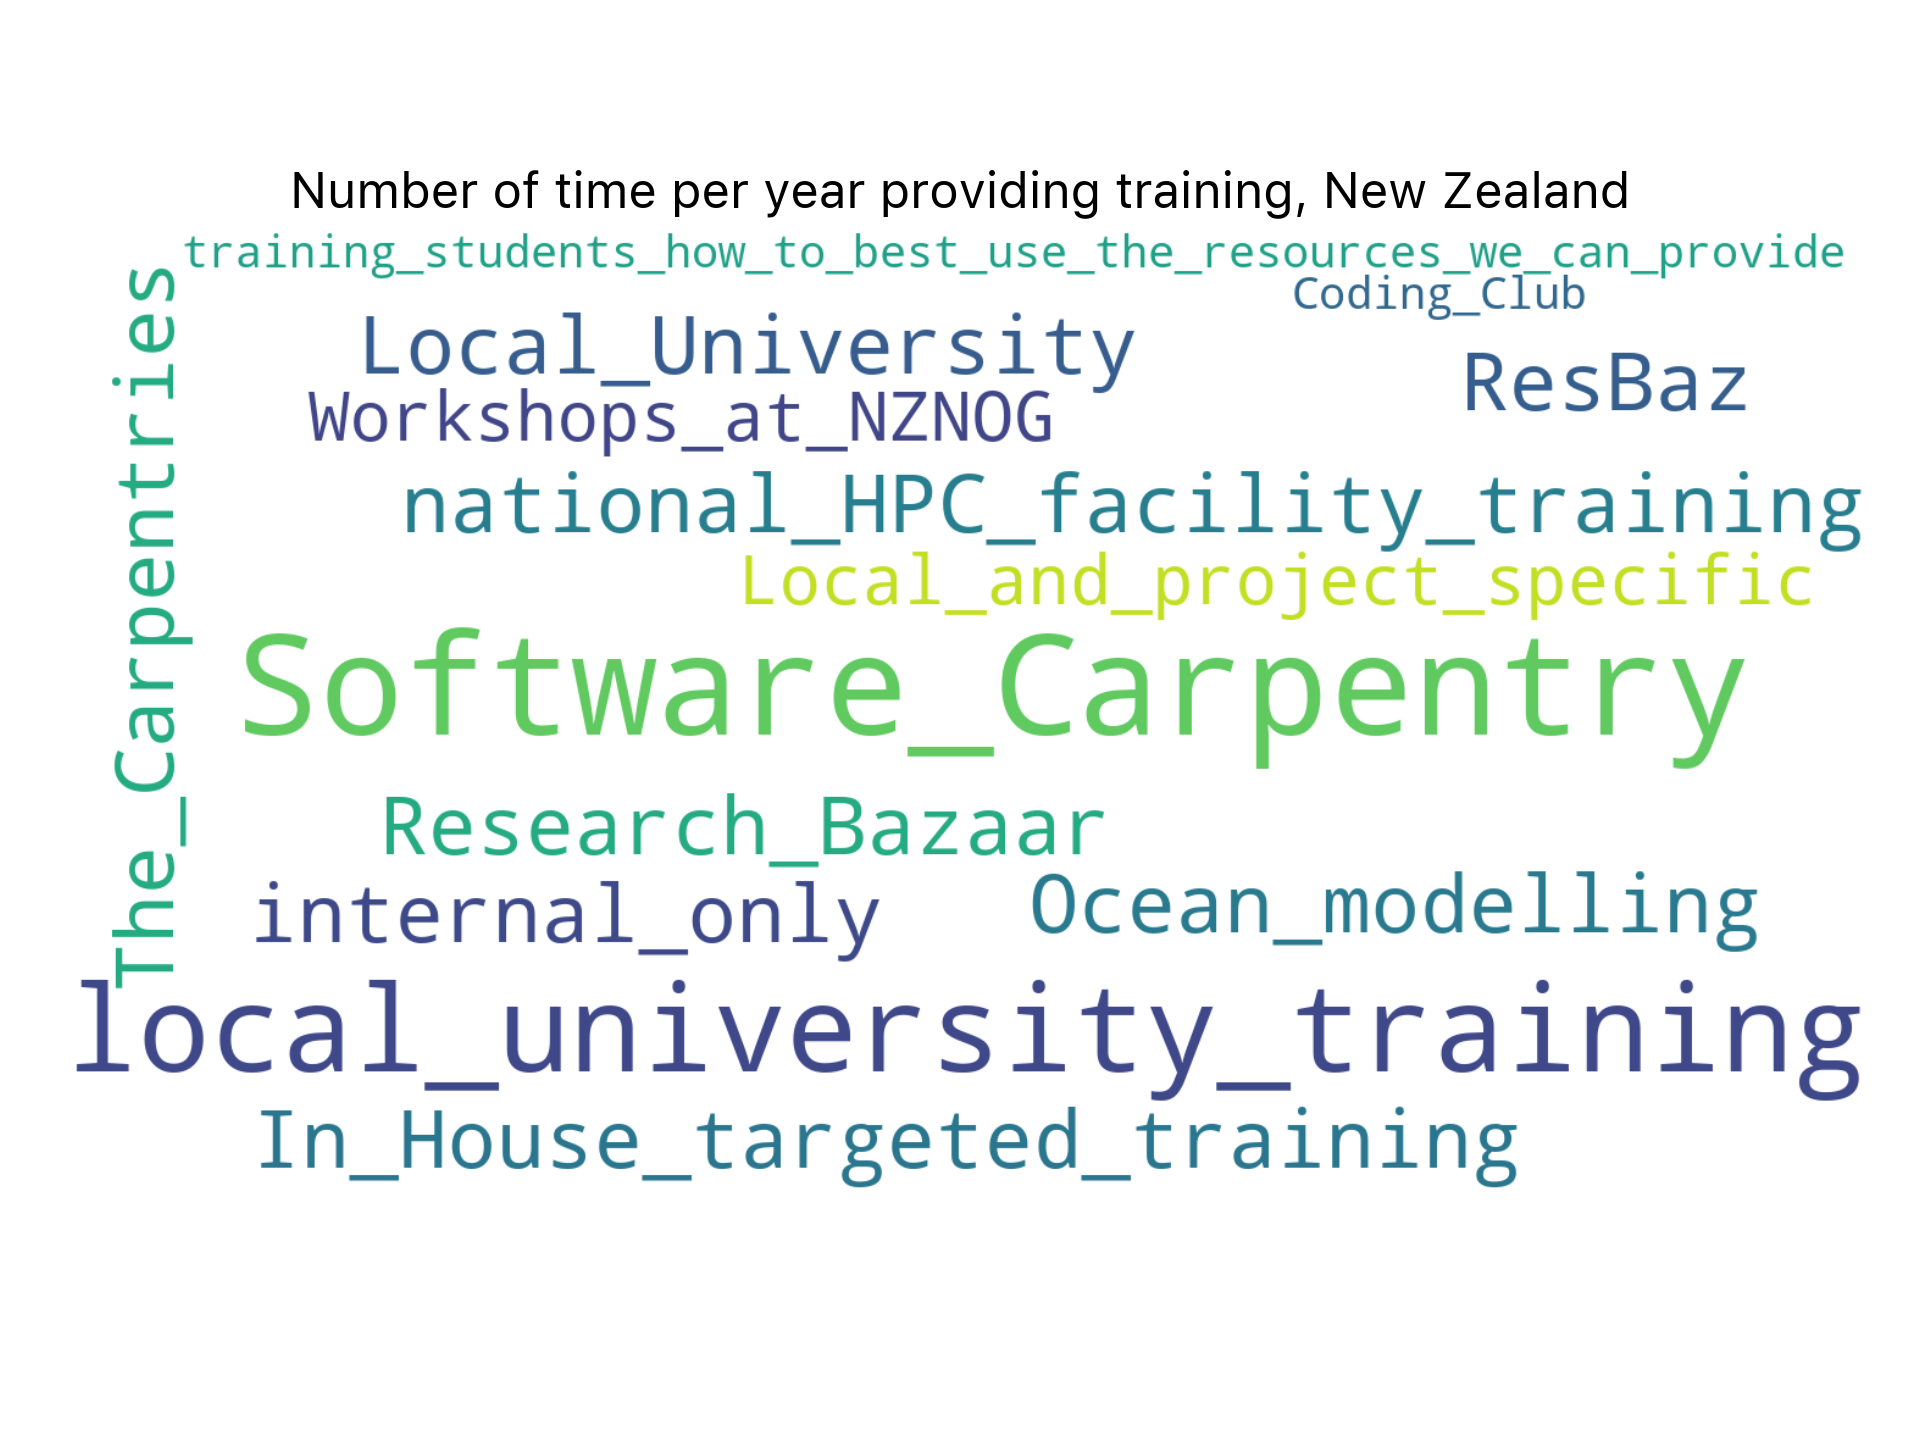 Number of time per year providing training, New Zealand
training_students_how_to_best_use_the_resources_we_can_provide
Coding_Club
Local_University
ResBaz
Workshops_at_NZNOG
national_HPC_facility_training
Local_and_project_specific
The_Carpentries
Software_Carpentry
Research_Bazaar
internal_only
Ocean_modelling
local_university_training
In_House_targeted_training